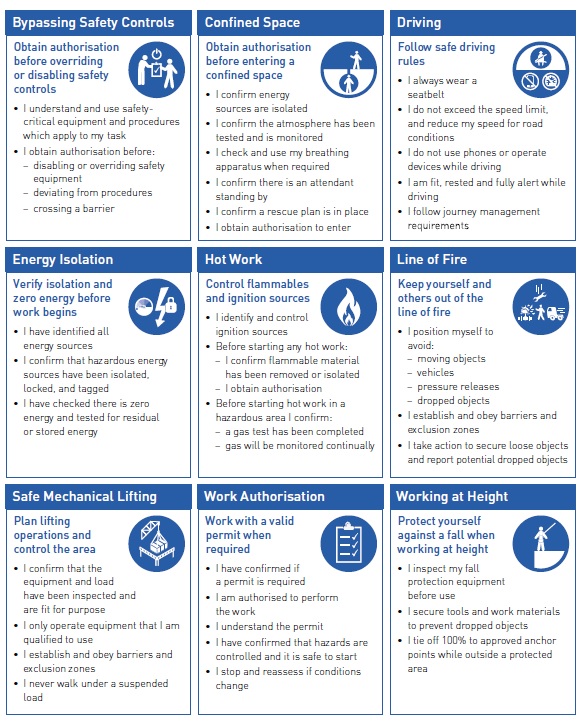 Bypassing Safety Controls
Obtain authorisation
before overriding
or disabling safety
controls
• I understand and use safety-
critical equipment and procedures
which apply to my task
• I obtain authorisation before:
– disabling or overriding safety
equipment
– deviating from procedures
– crossing a barrier
Confined Space
Obtain authorisation
before entering a
confined space
• I confirm energy
sources are isolated
• I confirm the atmosphere has been
tested and is monitored
• I check and use my breathing
apparatus when required
• I confirm there is an attendant
standing by
• I confirm a rescue plan is in place
• I obtain authorisation to enter
Driving
Follow safe driving
rules
• I always wear a
seatbelt
• I do not exceed the speed limit,
and reduce my speed for road
conditions
• I do not use phones or operate
devices while driving
• I am fit, rested and fully alert while
driving
• I follow journey management
requirements
Energy Isolation
Verify isolation and
zero energy before
work begins
• I have identified all
energy sources
• I confirm that hazardous energy
sources have been isolated,
locked, and tagged
• I have checked there is zero
energy and tested for residual
or stored energy
Hot Work
Control flammables
and ignition sources
• I identify and control
ignition sources
• Before starting any hot work:
– I confirm flammable material
has been removed or isolated
– I obtain authorisation
• Before starting hot work in a
hazardous area I confirm:
– a gas test has been completed
– gas will be monitored continually
Line of Fire
Keep yourself and
others out of the
line of fire
• I position myself to
avoid:
– moving objects
– vehicles
– pressure releases
– dropped objects
• I establish and obey barriers and
exclusion zones
• I take action to secure loose objects
and report potential dropped objects
Safe Mechanical Lifting
Plan lifting
operations and
control the area
• I confirm that the
equipment and load
have been inspected and
are fit for purpose
• I only operate equipment that I am
qualified to use
• I establish and obey barriers and
exclusion zones
• I never walk under a suspended
load
Work Authorisation
Work with a valid
permit when
required
• I have confirmed if
a permit is required
• I am authorised to perform
the work
• I understand the permit
• I have confirmed that hazards are
controlled and it is safe to start
• I stop and reassess if conditions
change
Working at Height
Protect yourself
against a fall when
working at height
• I inspect my fall
protection equipment
before use
• I secure tools and work materials
to prevent dropped objects
• I tie off 100% to approved anchor
points while outside a protected
area